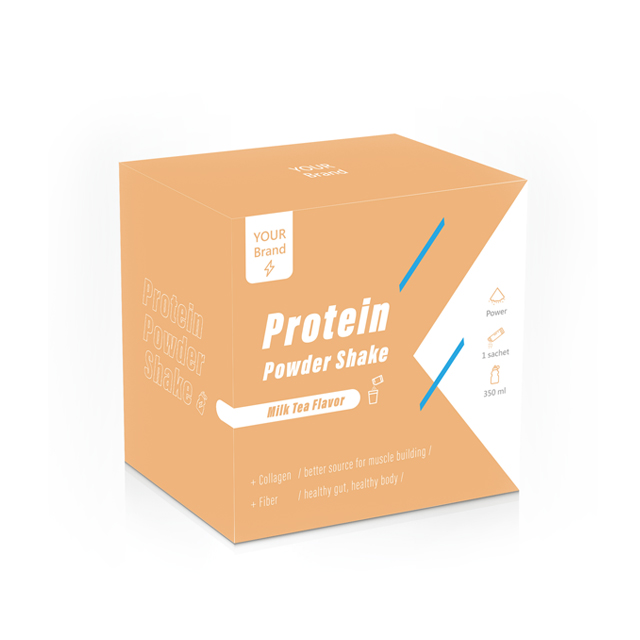 YOUR
Brand
YOUR
Brand
Protein
Powder Shake
Milk Tea Flavor
+ Collagen / better source for muscle building /
+ Fiber / healthy gut, healthy body /
Power
1 sachet
350 ml
Protein
Powder
Shake